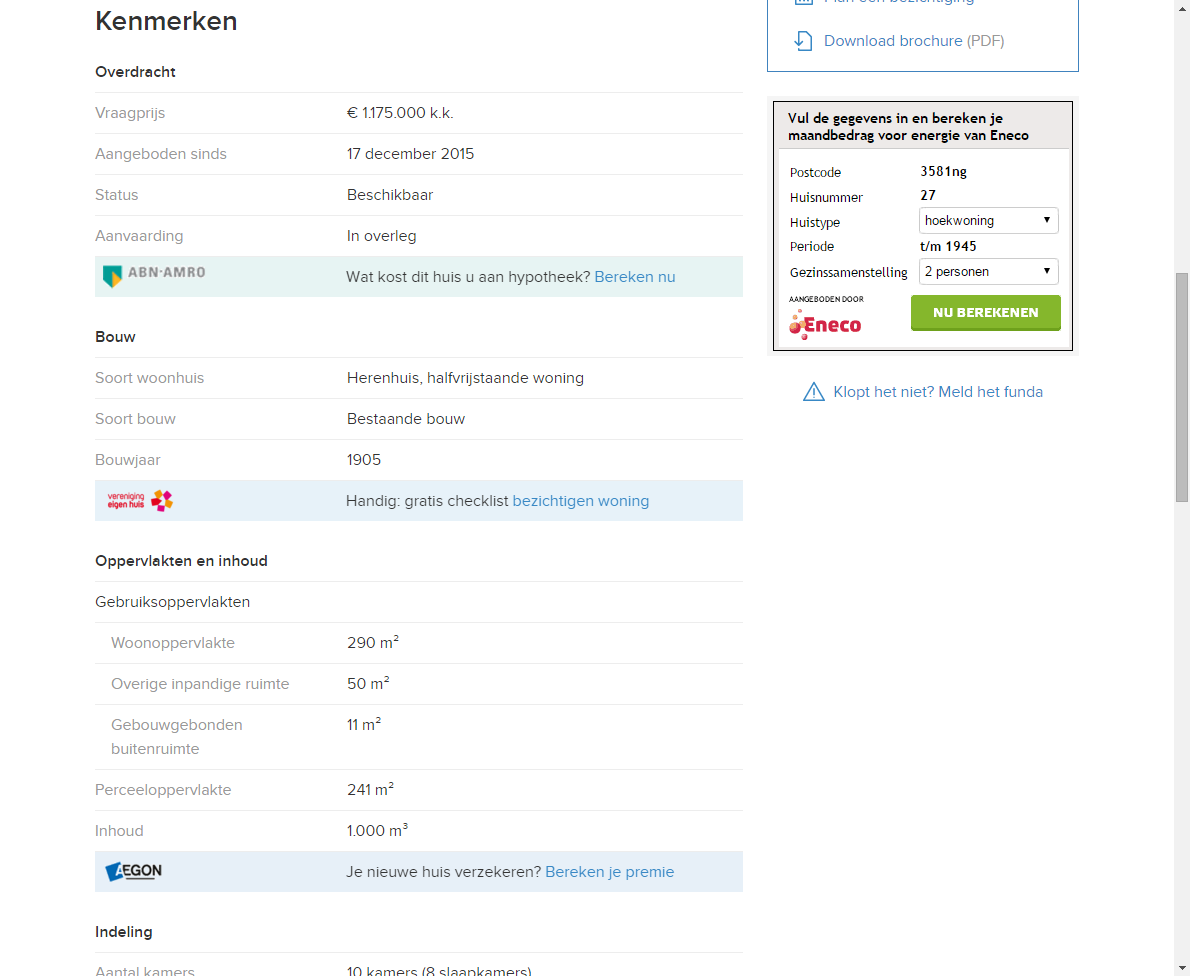 Kenmerken
Overdracht
Vraagprijs € 1.175.000 k.k.
Aangeboden sinds 17 december 2015
Status Beschikbaar
Aanvaarding In overleg
ABN·AMRO Wat kost dit huis u aan hypotheek? Bereken nu
Bouw
Soort woonhuis Herenhuis, halfvrijstaande woning
Soort bouw Bestaande bouw
Bouwjaar 1905
vereniging
eigen huis
Handig: gratis checklist bezichtigen woning
Oppervlakten en inhoud
Gebruiksoppervlakten
Woonoppervlakte 290 m²
Overige inpandige ruimte 50 m²
Gebouwgebonden 11 m²
buitenruimte
Perceeloppervlakte 241 m²
Inhoud 1.000 m³
AEGON Je nieuwe huis verzekeren? Bereken je premie
Indeling
Aantal kamers 10 kamers (8 slaapkamers)
Plan een bezichtiging
Download brochure (PDF)
Vul de gegevens in en bereken je
maandbedrag voor energie van Eneco
Postcode 3581ng
Huisnummer 27
Huistype hoekwoning
Periode t/m 1945
Gezinssamenstelling 2 personen
AANGEBODEN DOOR
Eneco
NU BEREKENEN
Klopt het niet? Meld het funda